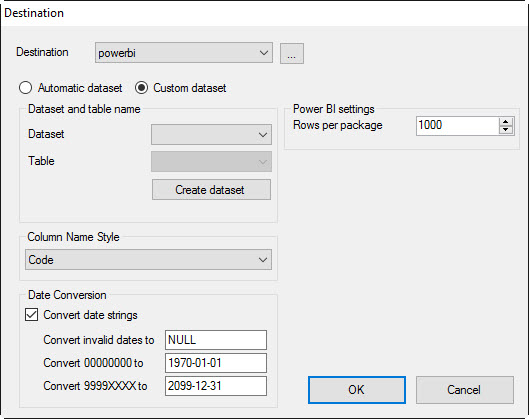 Destination
Destination powerbi ...
Automatic dataset Custom dataset
Dataset and table name
Dataset
Table
Create dataset
Power BI settings
Rows per package 1000
Column Name Style
Code
Date Conversion
Convert date strings
Convert invalid dates to NULL
Convert 00000000 to 1970-01-01
Convert 9999XXXX to 2099-12-31
OK Cancel